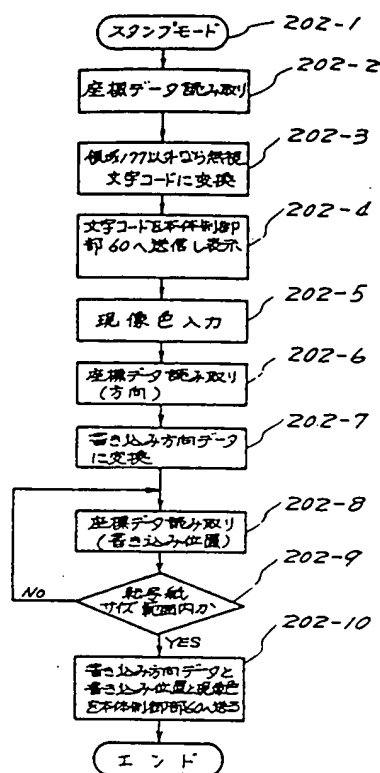 スタンプモード
202-1
座標データ読み取り
202-2
領域177以外なら無視
文字コードに変換
202-3
文字コードを本体制御
部60へ送信し表示
202-4
現像色入力
202-5
座標データ読み取り
(方向)
202-6
書き込み方向データ
に変換
202-7
座標データ読み取り
(書き込み位置)
202-8
転写紙
サイズ範囲内か
202-9
No
YES
書き込み方向データと
書き込み位置と現像色
を本体制御部60へ送る
202-10
エンド